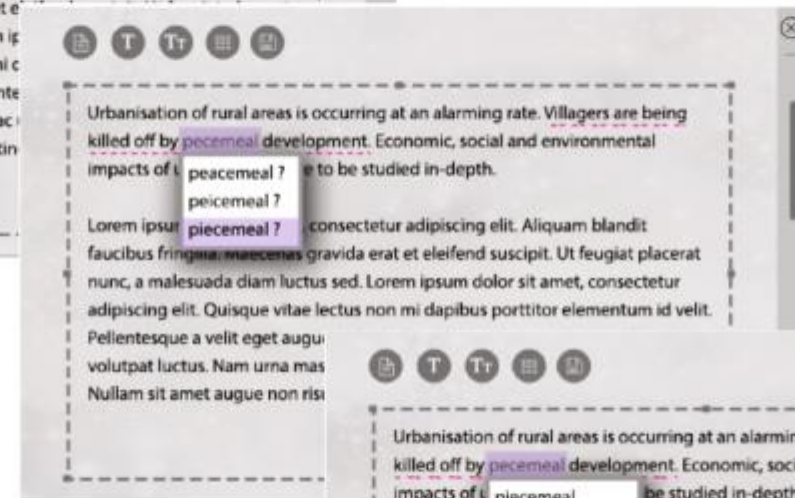 Urbanisation of rural areas is occurring at an alarming rate. Villagers are being
killed off by pecemeal development. Economic, social and environmental
impacts of e to be studied in-depth.
peacemeal ?
peicemeal ?
piecemeal ?
Lorem ipsum consectetur adipiscing elit. Aliquam blandit
faucibus fringilla. Maecenas gravida erat et eleifend suscipit. Ut feugiat placerat
nunc, a malesuada diam luctus sed. Lorem ipsum dolor sit amet, consectetur
adipiscing elit. Quisque vitae lectus non mi dapibus porttitor elementum id velit.
Pellentesque a velit eget augu
volutpat luctus. Nam urna mas
Nullam sit amet augue non risu
Urbanisation of rural areas is occurring at an alarmin
killed off by pecemeal development. Economic, soci
impacts of be studied in-depth
piecemeal